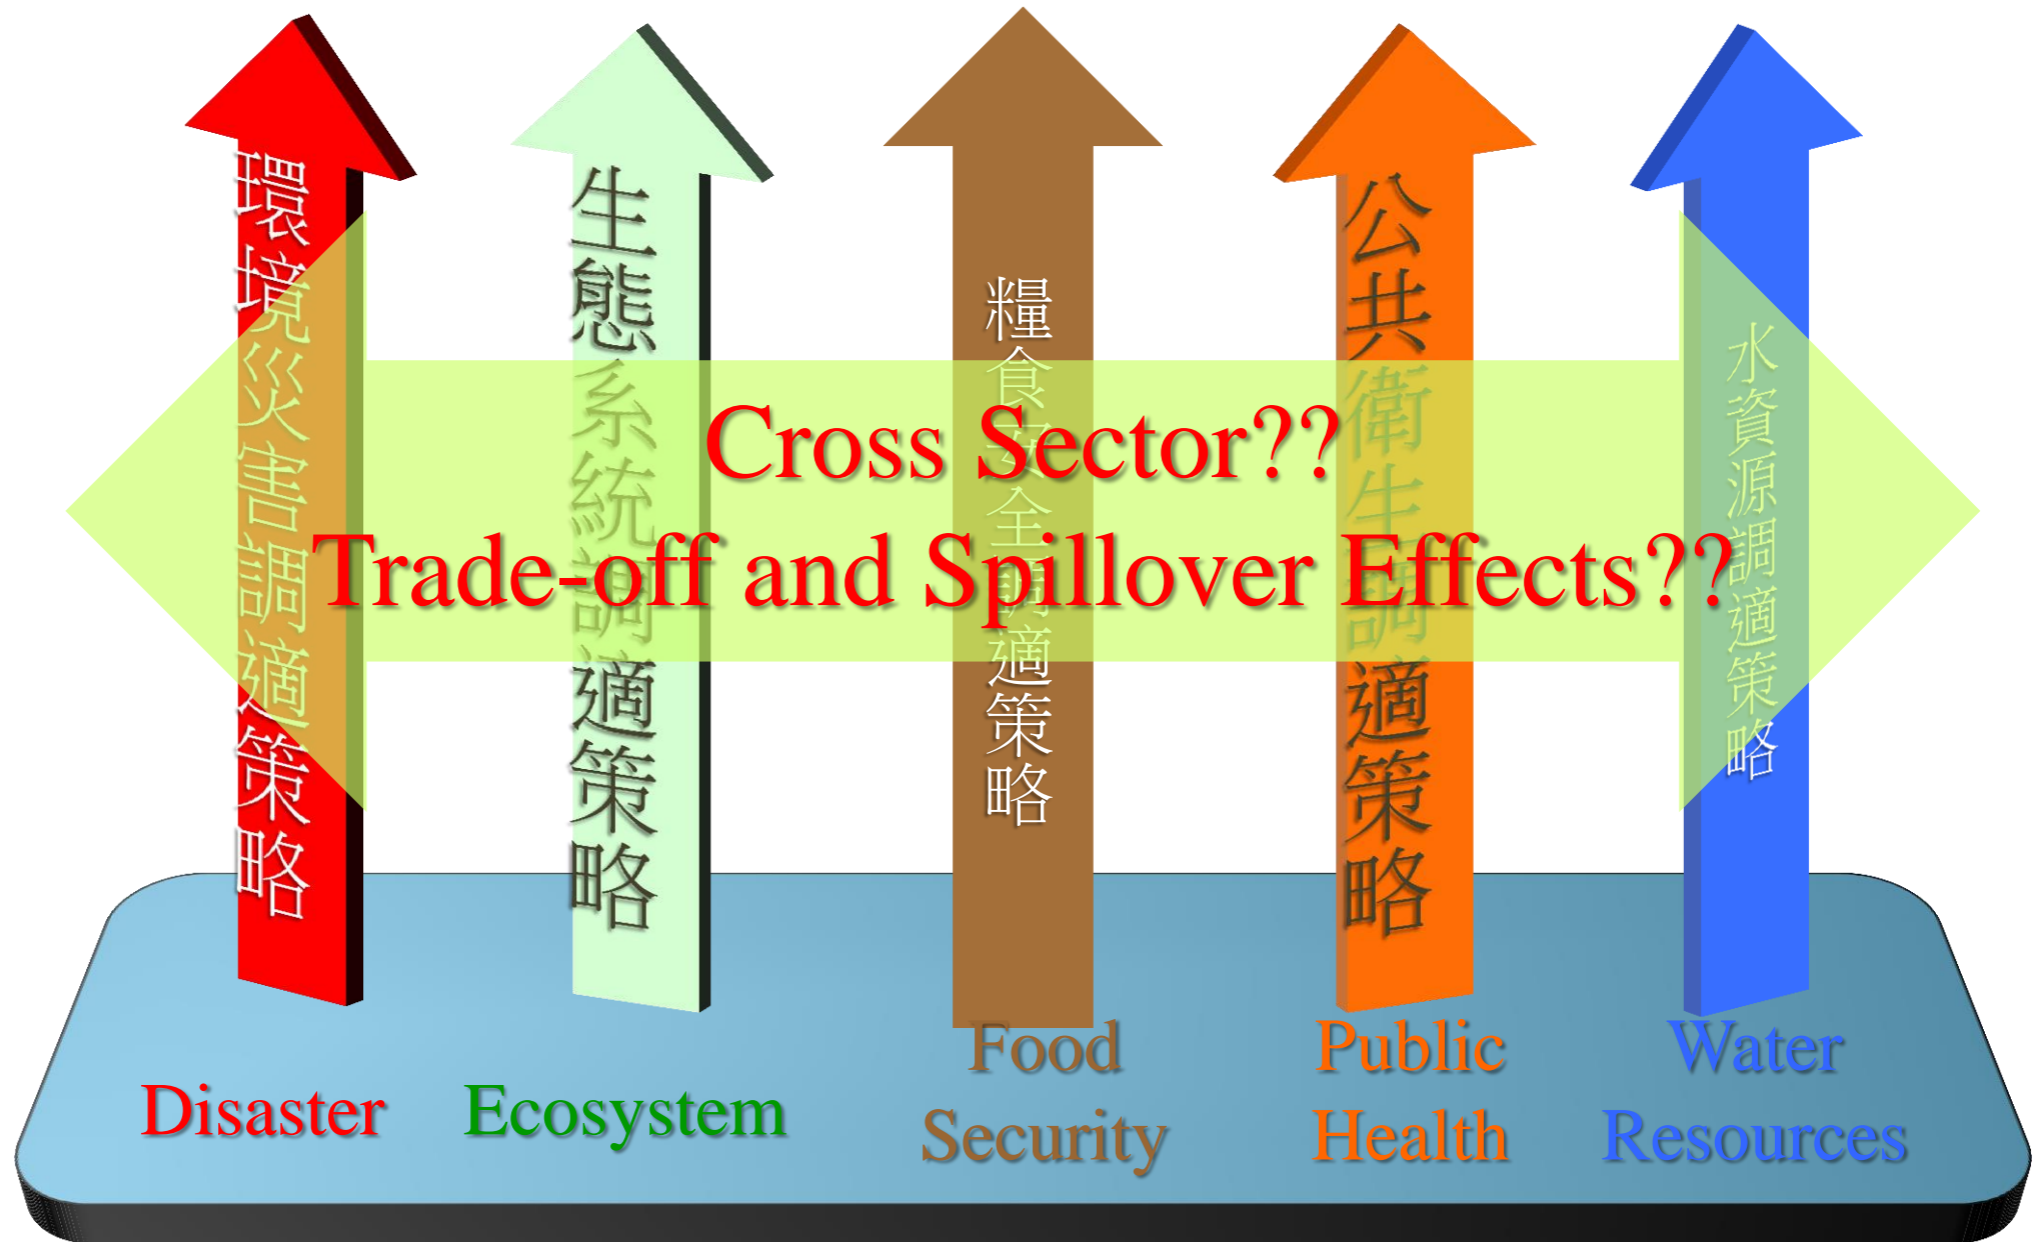 環境災害調適策略
生態系統調適策略
糧食安全調適策略
公共衛生調適策略
水資源調適策略
Cross Sector??
Trade-off and Spillover Effects??
Disaster
Ecosystem
Food
Security
Public
Health
Water
Resources